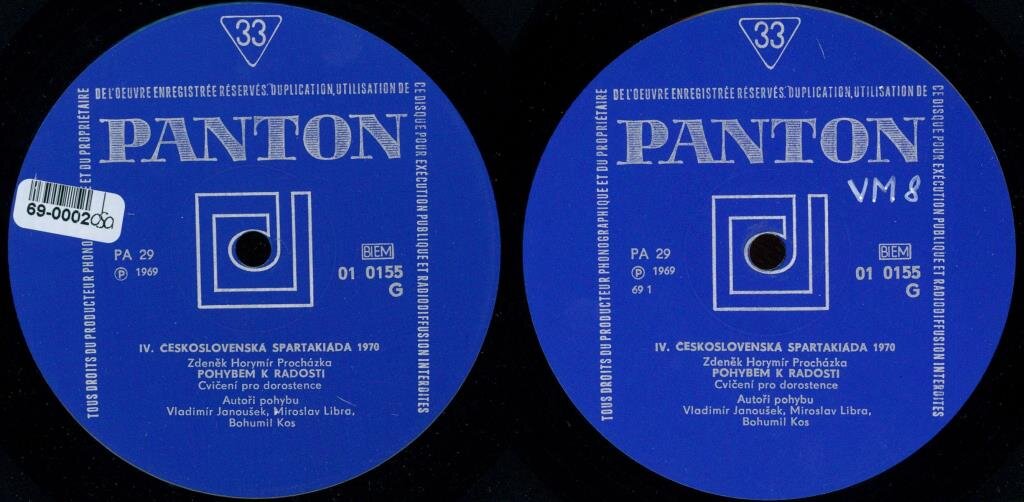 33
DE L'OEUVRE ENREGISTRÉE RÉSERVÉS. DUPLICATION, UTILISATION DE
CE DISQUE POUR EXÉCUTION PUBLIQUE ET RADIODIFFUSION INTERDITES
TOUS DROITS DU PRODUCTEUR PHONO E ET DU PROPRIÉTAIRE
PANTON
69-0002
PA 29
Ⓟ 1969
BIEM
01 0155
G
IV. ČESKOSLOVENSKÁ SPARTAKIÁDA 1970
Zdeněk Horymír Procházka
POHYBEM K RADOSTI
Cvičení pro dorostence
Autoři pohybu
Vladimír Janoušek, Miroslav Libra,
Bohumil Kos
33
DE L'OEUVRE ENREGISTRÉE RÉSERVÉS. DUPLICATION, UTILISATION DE
CE DISQUE POUR EXÉCUTION PUBLIQUE ET RADIODIFFUSION INTERDITES
TOUS DROITS DU PRODUCTEUR PHONOGRAPHIQUE ET DU PROPRIÉTAIRE
PANTON
VM 8
PA 29
Ⓟ 1969
69 1
BIEM
01 0155
G
IV. ČESKOSLOVENSKÁ SPARTAKIÁDA 1970
Zdeněk Horymír Procházka
POHYBEM K RADOSTI
Cvičení pro dorostence
Autoři pohybu
Vladimír Janoušek, Miroslav Libra,
Bohumil Kos